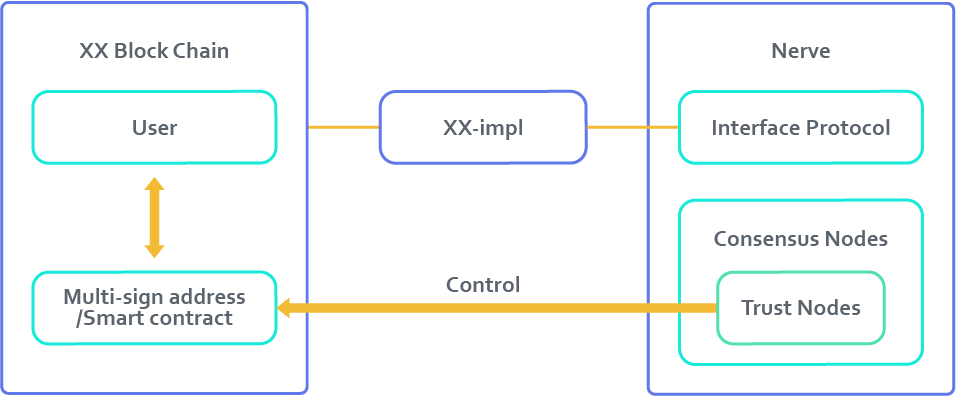 XX Block Chain
Nerve
User
XX-impl
Interface Protocol
Consensus Nodes
Control
Multi-sign address
/Smart contract
Trust Nodes